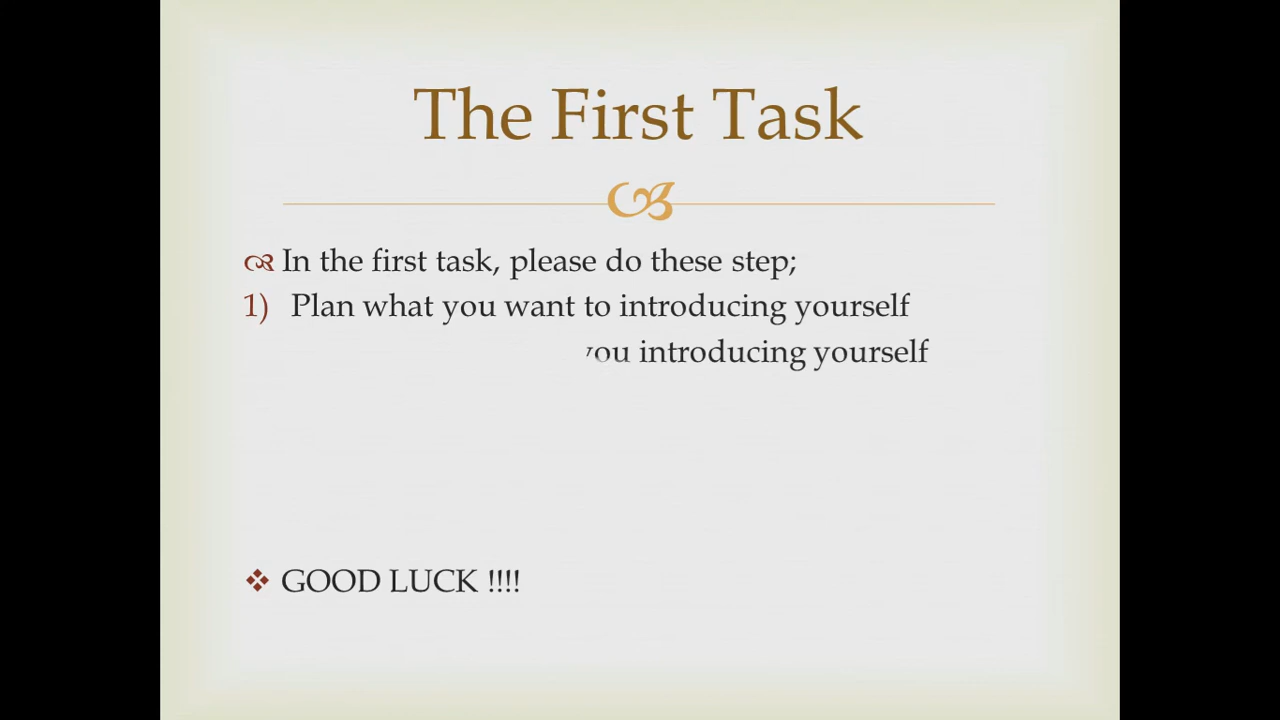 The First Task
In the first task, please do these step;
1) Plan what you want to introducing yourself
you introducing yourself
GOOD LUCK !!!!